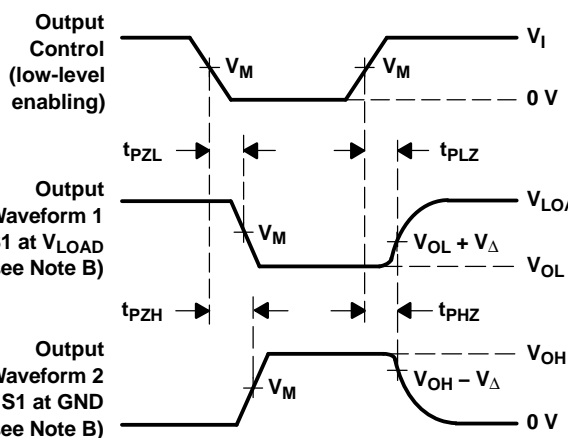 Output
Control
(low-level
enabling)
V_I
V_M
V_M
0 V
t_PZL
t_PLZ
Output
Waveform 1
S1 at V_LOAD
(see Note B)
V_LOA
V_M
V_OL + V_Δ
V_OL
t_PZH
t_PHZ
Output
Waveform 2
S1 at GND
(see Note B)
V_OH
V_M
V_OH − V_Δ
0 V